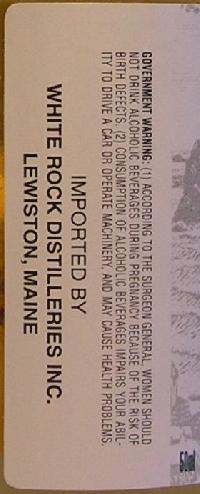 GOVERNMENT WARNING: (1) ACCORDING TO THE SURGEON GENERAL, WOMEN SHOULD
NOT DRINK ALCOHOLIC BEVERAGES DURING PREGNANCY BECAUSE OF THE RISK OF
BIRTH DEFECTS. (2) CONSUMPTION OF ALCOHOLIC BEVERAGES IMPAIRS YOUR ABIL-
ITY TO DRIVE A CAR OR OPERATE MACHINERY, AND MAY CAUSE HEALTH PROBLEMS.
IMPORTED BY
WHITE ROCK DISTILLERIES INC.
LEWISTON, MAINE
50ml